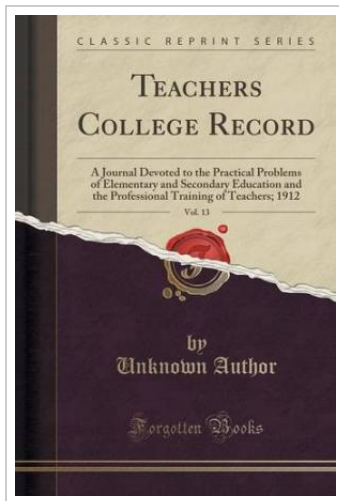 CLASSIC REPRINT SERIES
TEACHERS
COLLEGE RECORD
A Journal Devoted to the Practical Problems
of Elementary and Secondary Education and
the Professional Training of Teachers; 1912
Vol. 13
by
Unknown Author
Forgotten Books